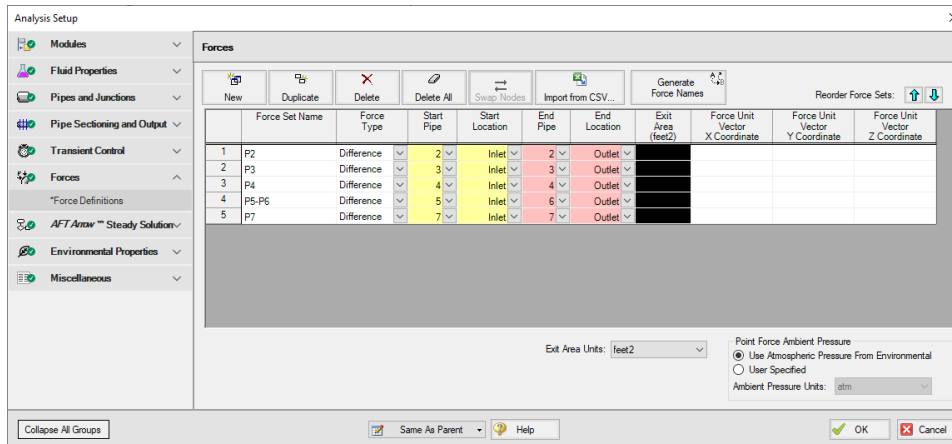 Analysis Setup
Modules
Fluid Properties
Pipes and Junctions
Pipe Sectioning and Output
Transient Control
Forces
*Force Definitions
AFT Arrow ™ Steady Solution
Environmental Properties
Miscellaneous
Forces
New Duplicate Delete Delete All Swap Nodes Import from CSV... Generate Force Names Reorder Force Sets:
Force Set Name Force Type Start Pipe Start Location End Pipe End Location Exit Area (feet2) Force Unit Vector X Coordinate Force Unit Vector Y Coordinate Force Unit Vector Z Coordinate
1 P2 Difference 2 Inlet 2 Outlet
2 P3 Difference 3 Inlet 3 Outlet
3 P4 Difference 4 Inlet 4 Outlet
4 P5-P6 Difference 5 Inlet 6 Outlet
5 P7 Difference 7 Inlet 7 Outlet
Exit Area Units: feet2
Point Force Ambient Pressure
Use Atmospheric Pressure From Environmental
User Specified
Ambient Pressure Units: atm
Collapse All Groups Same As Parent Help OK Cancel